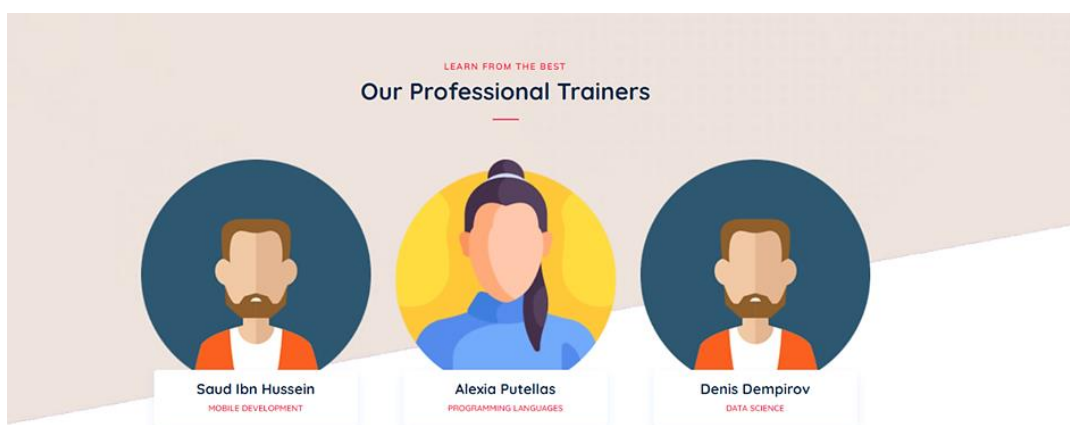 LEARN FROM THE BEST
Our Professional Trainers
Saud Ibn Hussein
MOBILE DEVELOPMENT
Alexia Putellas
PROGRAMMING LANGUAGES
Denis Dempirov
DATA SCIENCE